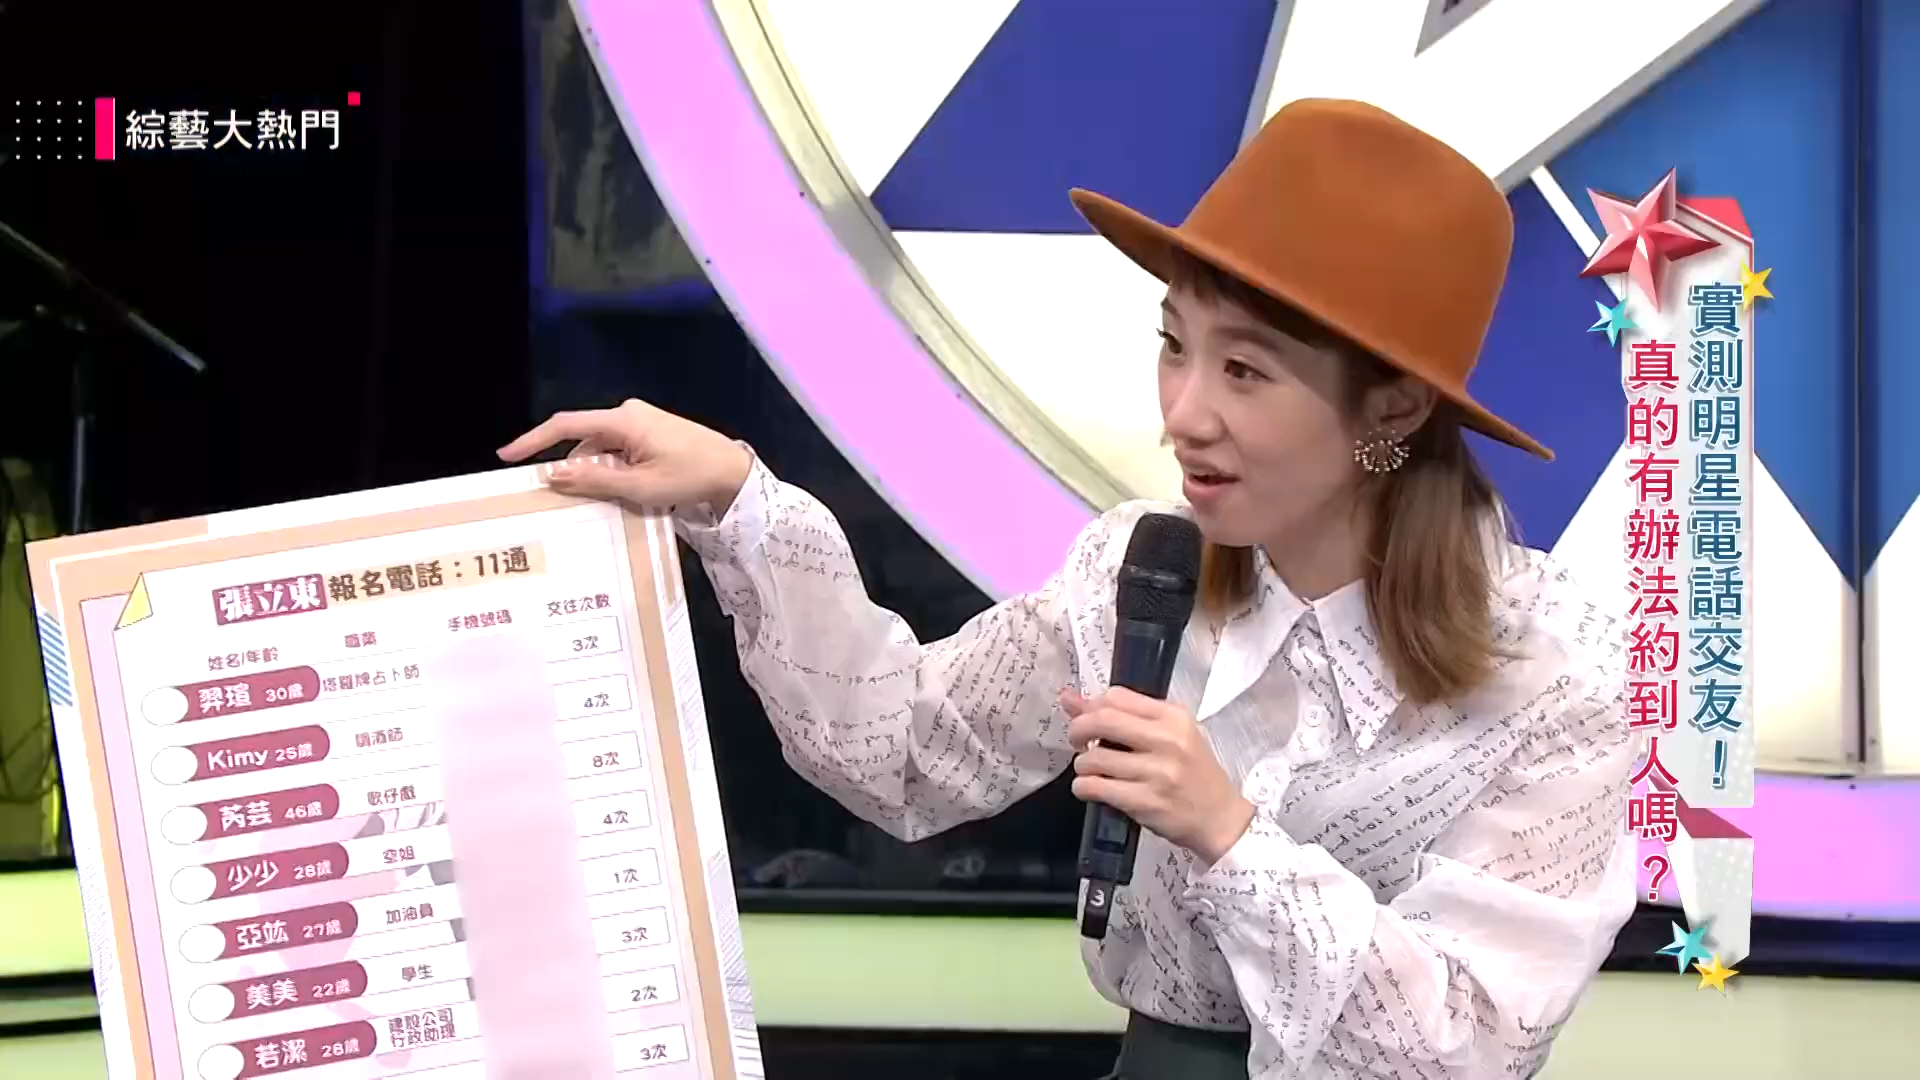 綜藝大熱門
實測明星電話交友！
真的有辦法約到人嗎？
張立東報名電話：11通
姓名/年齡 職業 手機號碼 交往次數
羿瑄 30歲 塔羅牌占卜師 3次
Kimy 25歲 調酒師 4次
芮芸 46歲 歌仔戲 8次
少少 28歲 空姐 4次
亞竑 27歲 加油員 1次
美美 22歲 學生 3次
若潔 28歲 建設公司行政助理 2次
3次
3